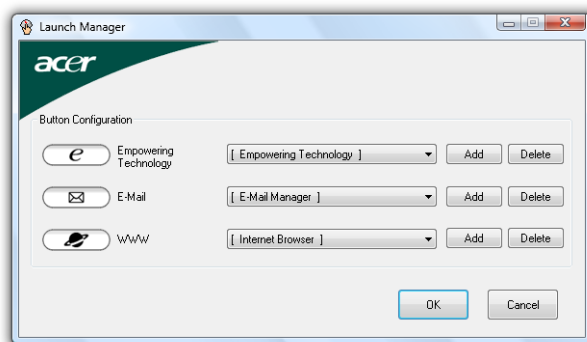 Launch Manager
acer
Button Configuration
e Empowering Technology [ Empowering Technology ] Add Delete
E-Mail [ E-Mail Manager ] Add Delete
WWW [ Internet Browser ] Add Delete
OK Cancel